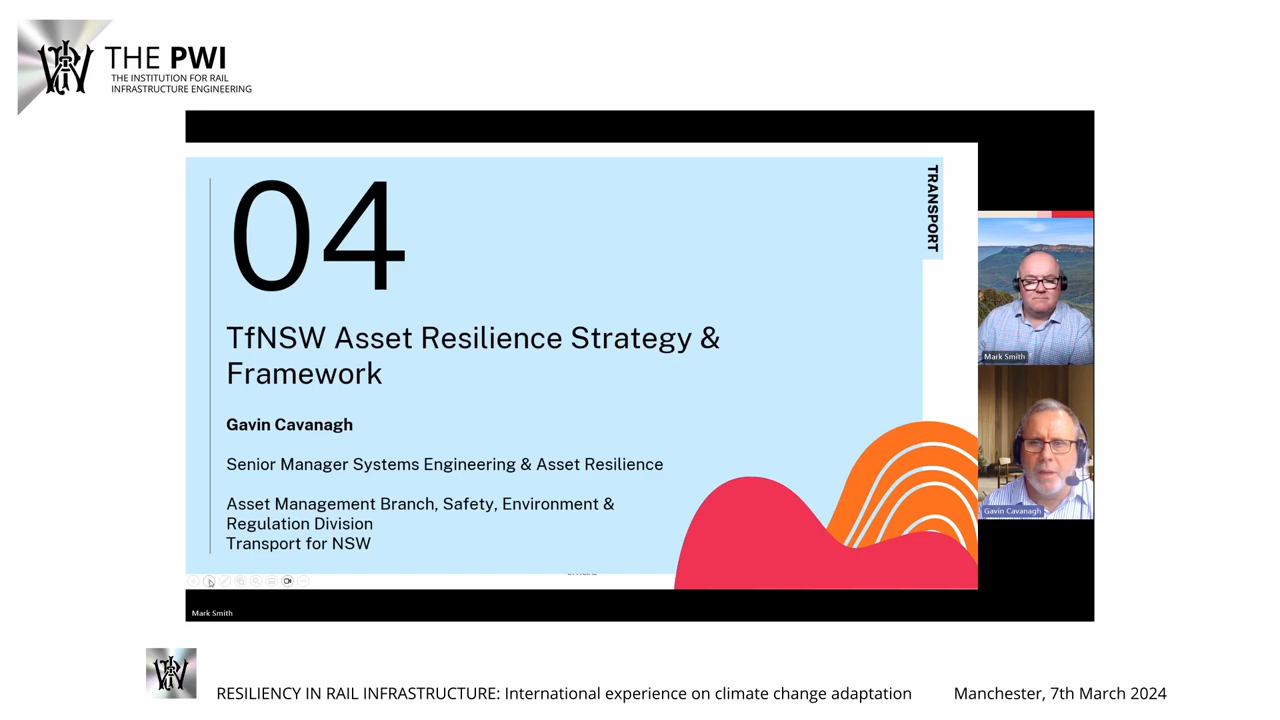 THE PWI
THE INSTITUTION FOR RAIL
INFRASTRUCTURE ENGINEERING
TRANSPORT
04
TfNSW Asset Resilience Strategy &
Framework
Gavin Cavanagh
Senior Manager Systems Engineering & Asset Resilience
Asset Management Branch, Safety, Environment &
Regulation Division
Transport for NSW
Mark Smith
Gavin Cavanagh
Mark Smith
RESILIENCY IN RAIL INFRASTRUCTURE: International experience on climate change adaptation
Manchester, 7th March 2024